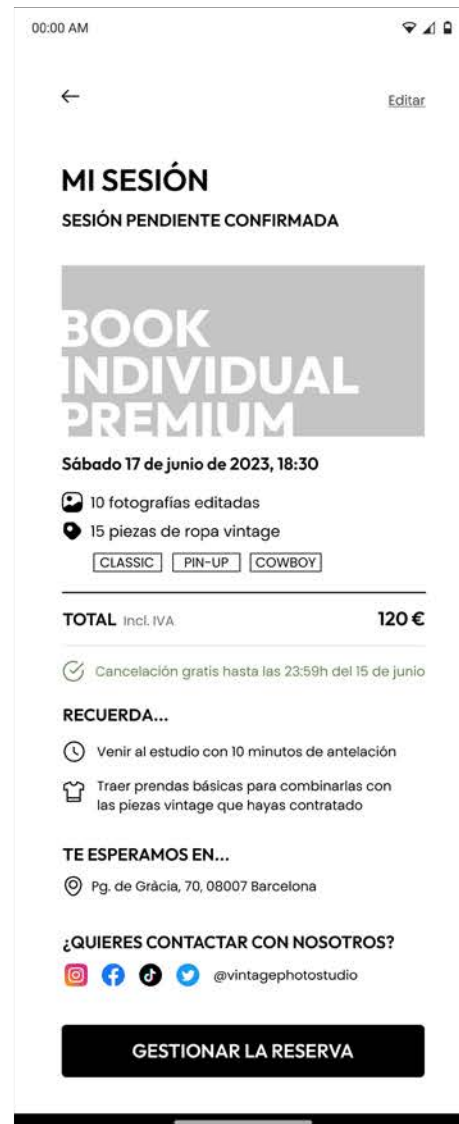 00:00 AM
Editar
MI SESIÓN
SESIÓN PENDIENTE CONFIRMADA
BOOK
INDIVIDUAL
PREMIUM
Sábado 17 de junio de 2023, 18:30
10 fotografías editadas
15 piezas de ropa vintage
CLASSIC PIN-UP COWBOY
TOTAL Incl. IVA 120 €
Cancelación gratis hasta las 23:59h del 15 de junio
RECUERDA...
Venir al estudio con 10 minutos de antelación
Traer prendas básicas para combinarlas con
las piezas vintage que hayas contratado
TE ESPERAMOS EN...
Pg. de Gràcia, 70, 08007 Barcelona
¿QUIERES CONTACTAR CON NOSOTROS?
@vintagephotostudio
GESTIONAR LA RESERVA